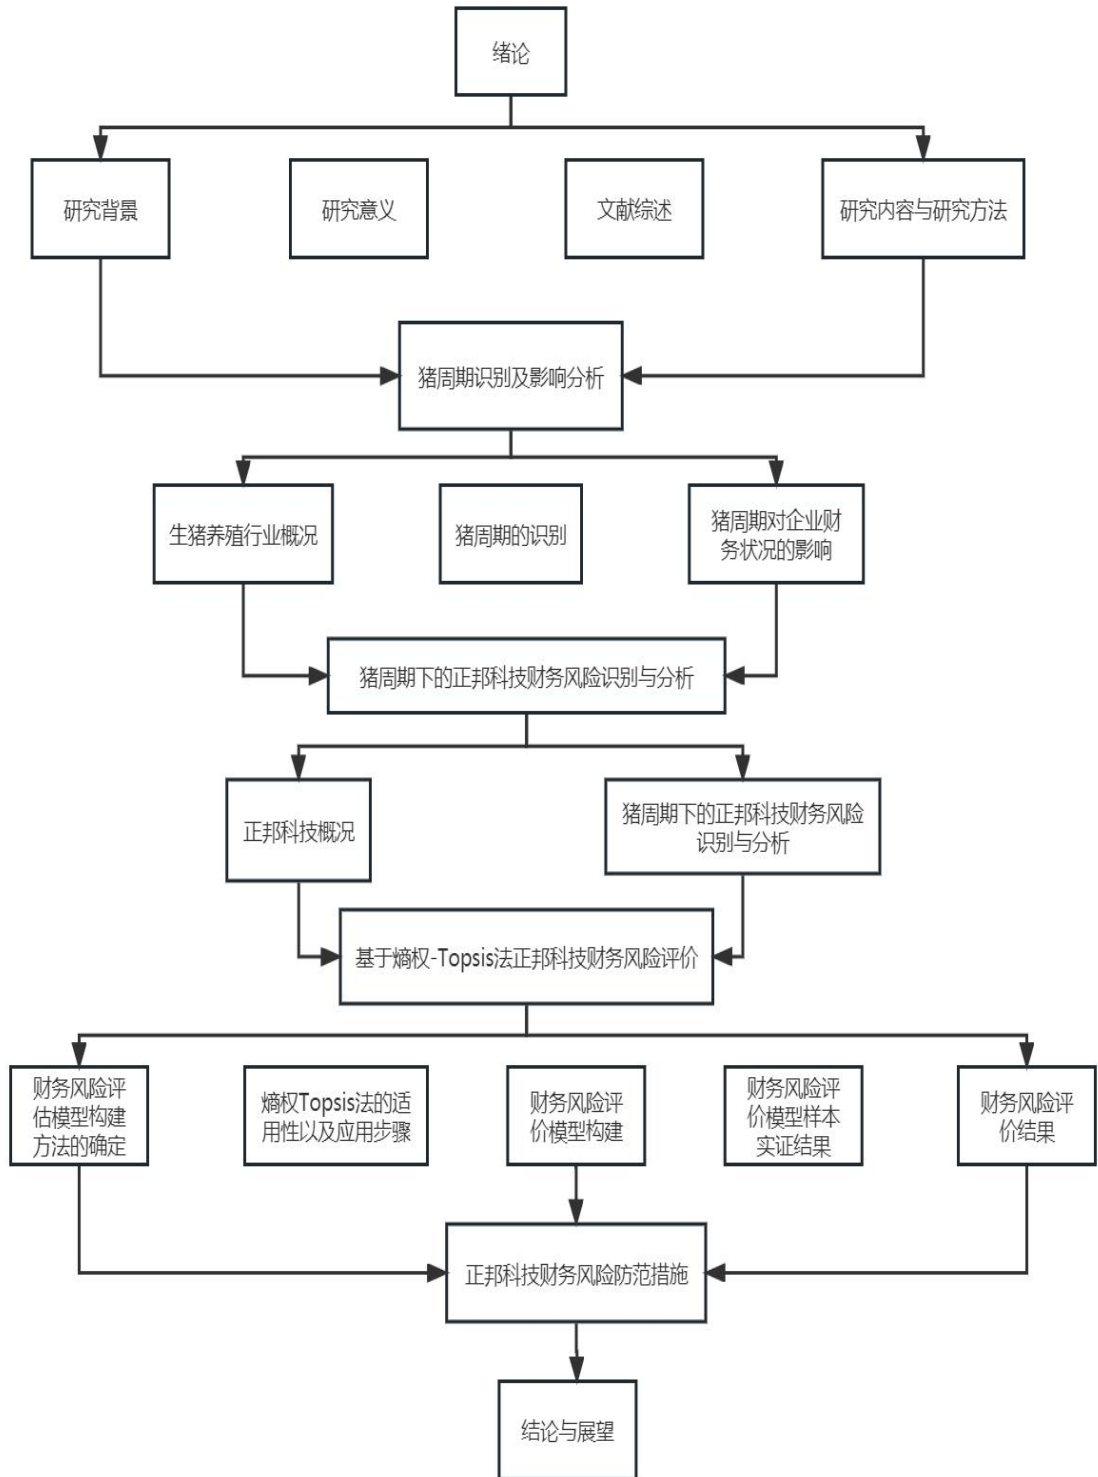 绪论
研究背景
研究意义
文献综述
研究内容与研究方法
猪周期识别及影响分析
生猪养殖行业概况
猪周期的识别
猪周期对企业财
务状况的影响
猪周期下的正邦科技财务风险识别与分析
正邦科技概况
猪周期下的正邦科技财务风险
识别与分析
基于熵权-Topsis法正邦科技财务风险评价
财务风险评
估模型构建
方法的确定
熵权Topsis法的适
用性以及应用步骤
财务风险评
价模型构建
财务风险评
价模型样本
实证结果
财务风险评
价结果
正邦科技财务风险防范措施
结论与展望